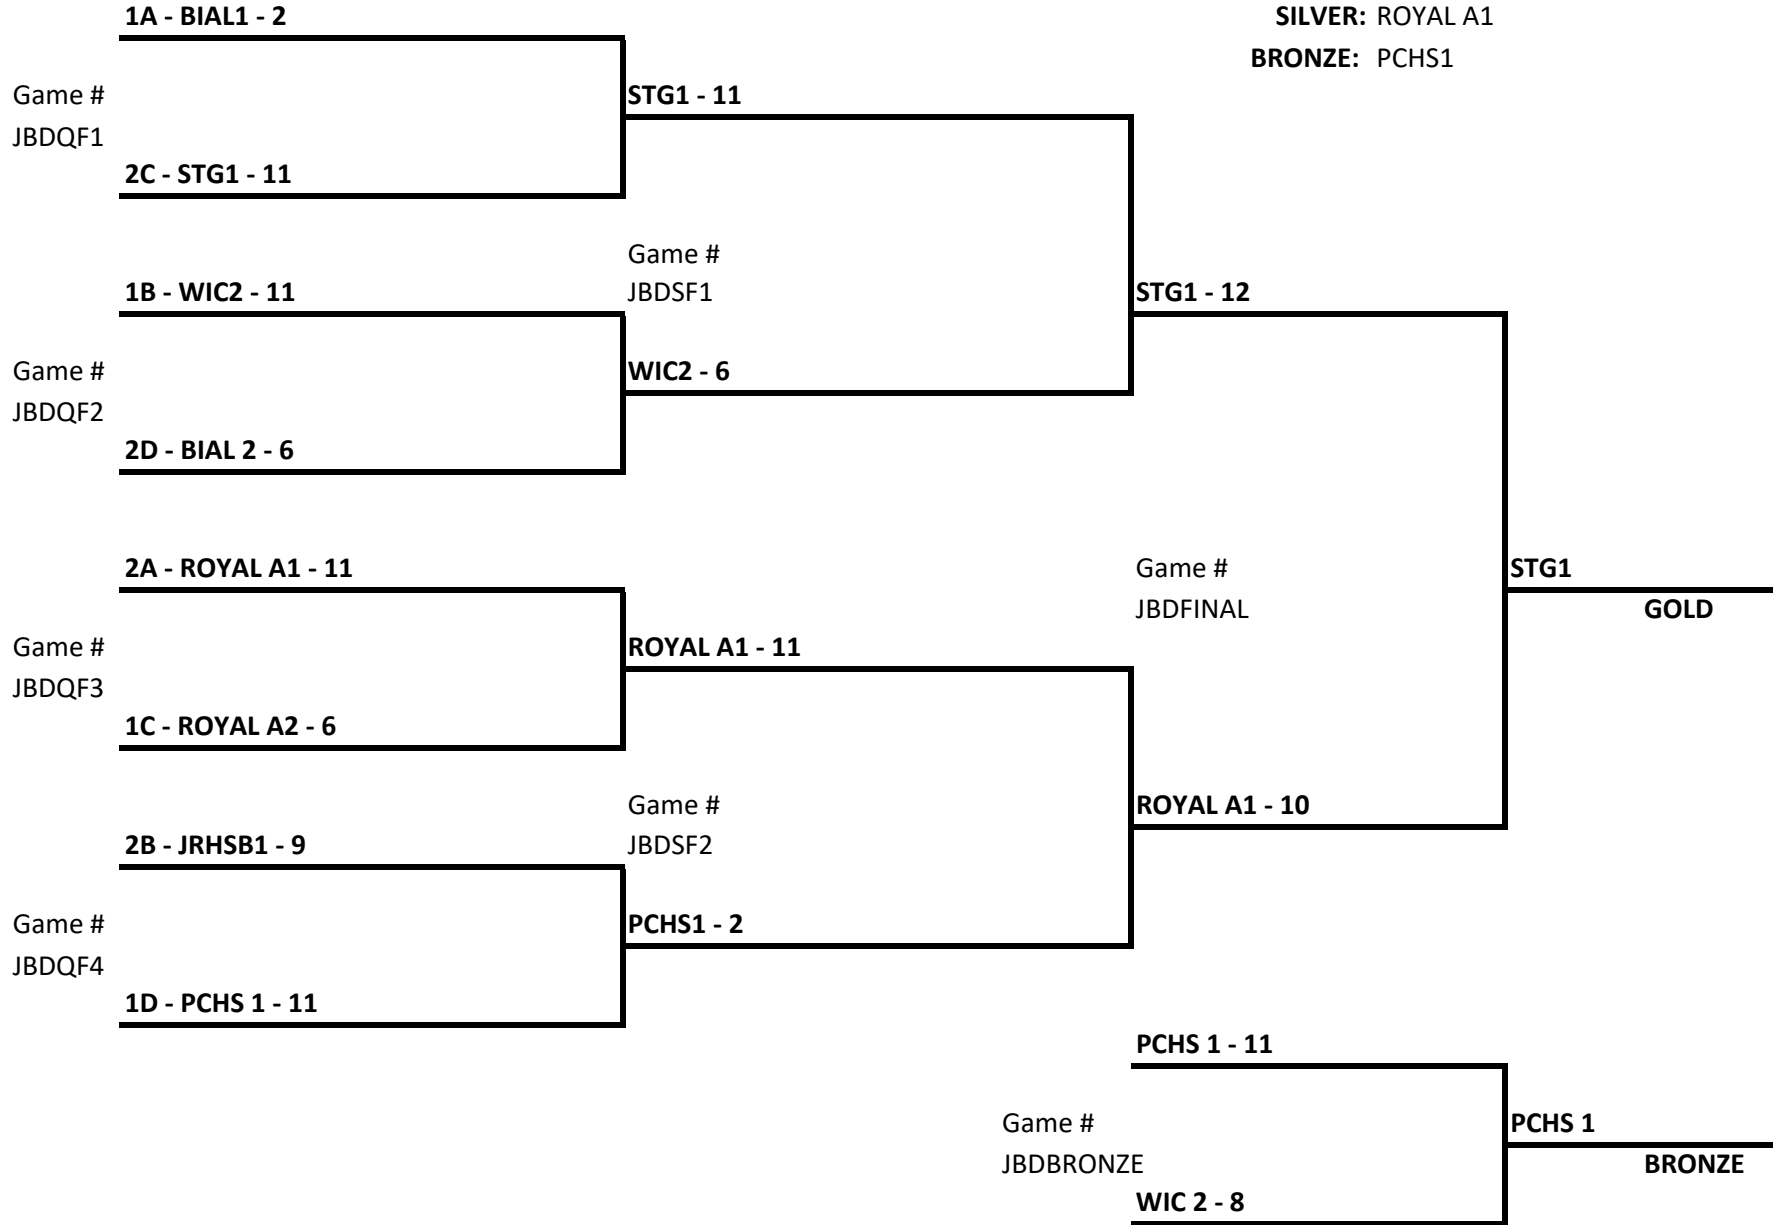 1A - BIAL1 - 2
SILVER: ROYAL A1
BRONZE: PCHS1
Game #
JBDQF1
STG1 - 11
2C - STG1 - 11
Game #
JBDSF1
1B - WIC2 - 11
STG1 - 12
Game #
JBDQF2
WIC2 - 6
2D - BIAL 2 - 6
2A - ROYAL A1 - 11
Game #
JBDFINAL
STG1
GOLD
Game #
JBDQF3
ROYAL A1 - 11
1C - ROYAL A2 - 6
Game #
JBDSF2
ROYAL A1 - 10
2B - JRHSB1 - 9
Game #
JBDQF4
PCHS1 - 2
1D - PCHS 1 - 11
PCHS 1 - 11
Game #
JBDBRONZE
PCHS 1
BRONZE
WIC 2 - 8